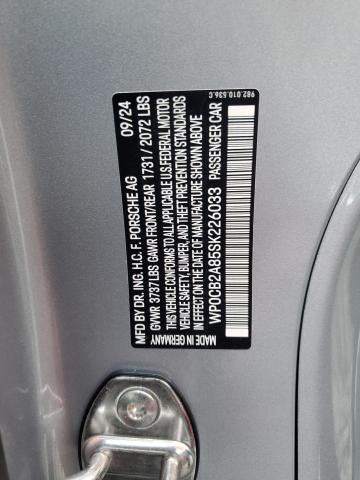 982.010.536.C
MFD BY DR. ING. H.C. F. PORSCHE AG 09/24
GVWR 3737 LBS GAWR FRONT/REAR 1731 / 2072 LBS
THIS VEHICLE CONFORMS TO ALL APPLICABLE U.S. FEDERAL MOTOR
VEHICLE SAFETY, BUMPER, AND THEFT PREVENTION STANDARDS
IN EFFECT ON THE DATE OF MANUFACTURE SHOWN ABOVE
WP0CB2A85SK226033 PASSENGER CAR
MADE IN GERMANY